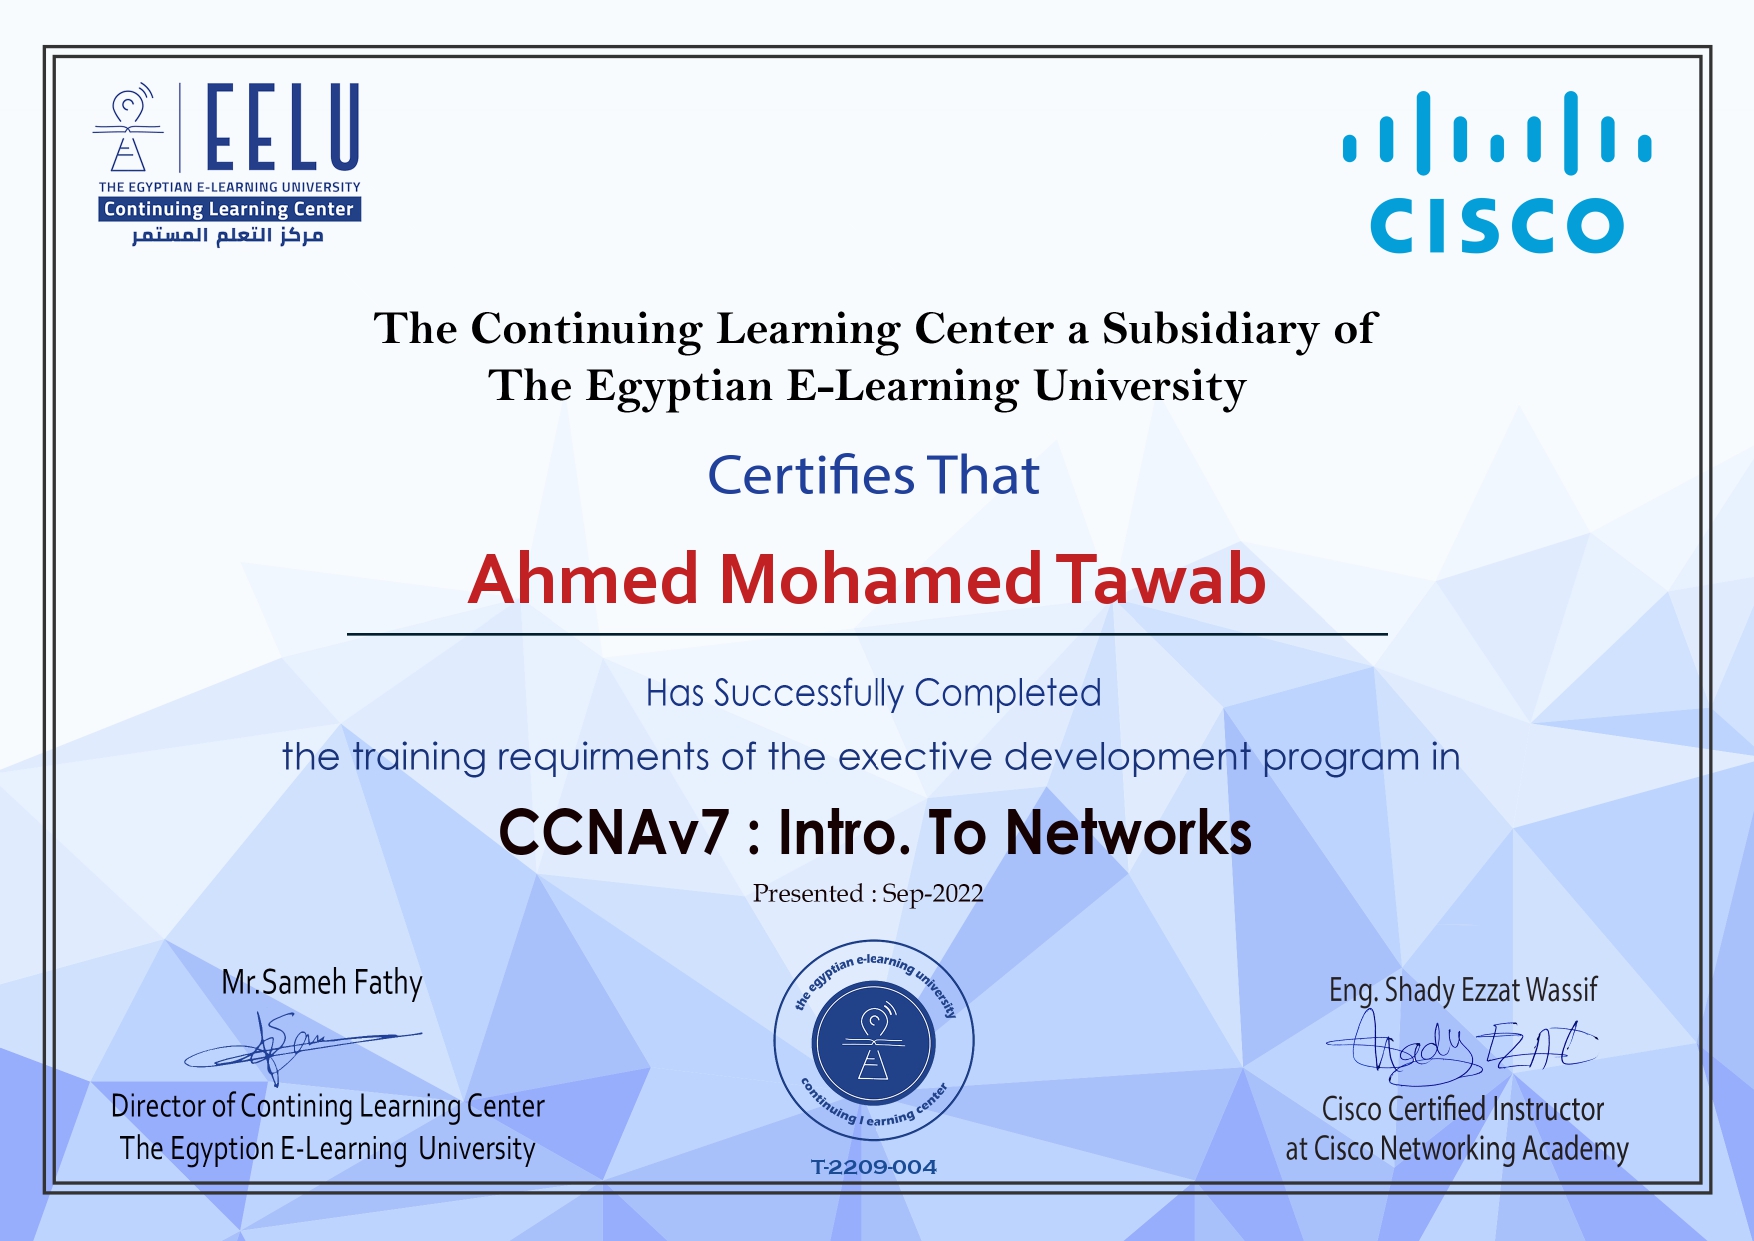 EELU
THE EGYPTIAN E-LEARNING UNIVERSITY
Continuing Learning Center
مركز التعلم المستمر
CISCO
The Continuing Learning Center a Subsidiary of
The Egyptian E-Learning University
Certifies That
Ahmed Mohamed Tawab
Has Successfully Completed
the training requirments of the exective development program in
CCNAv7 : Intro. To Networks
Presented : Sep-2022
Mr.Sameh Fathy
Director of Contining Learning Center
The Egyption E-Learning University
the egyptian e-learning university
continuing l earning center
T-2209-004
Eng. Shady Ezzat Wassif
Shady EZZAT
Cisco Certified Instructor
at Cisco Networking Academy